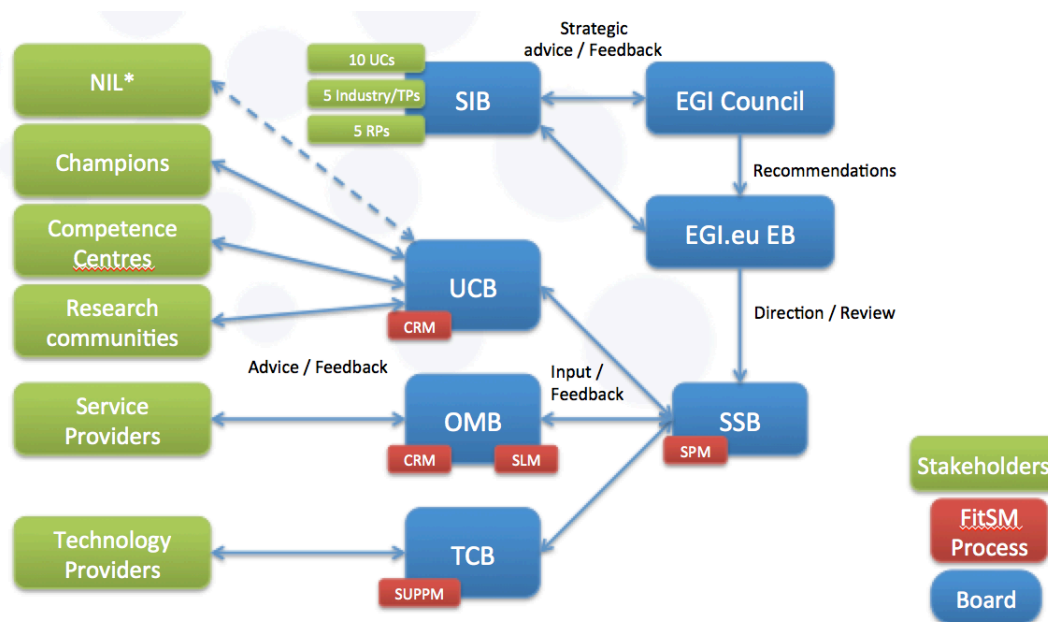 NIL*
Champions
Competence
Centres
Research
communities
Service
Providers
Technology
Providers
10 UCs
5 Industry/TPs
5 RPs
SIB
Strategic
advice / Feedback
EGI Council
Recommendations
EGI.eu EB
Direction / Review
UCB
CRM
Advice / Feedback
OMB
CRM
SLM
Input /
Feedback
SSB
SPM
TCB
SUPPM
Stakeholders
FitSM
Process
Board